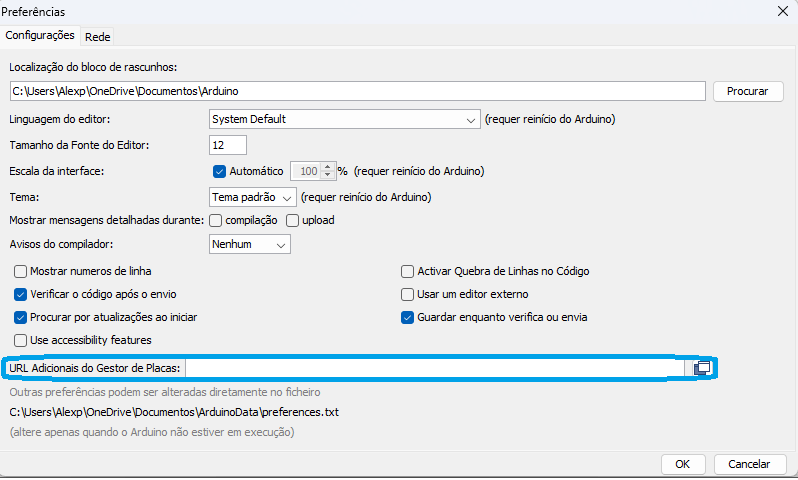 Preferências
Configurações Rede
Localização do bloco de rascunhos:
C:\Users\Alexp\OneDrive\Documentos\Arduino Procurar
Linguagem do editor: System Default (requer reinício do Arduino)
Tamanho da Fonte do Editor: 12
Escala da interface: Automático 100 % (requer reinício do Arduino)
Tema: Tema padrão (requer reinício do Arduino)
Mostrar mensagens detalhadas durante: compilação upload
Avisos do compilador: Nenhum
Mostrar numeros de linha Activar Quebra de Linhas no Código
Verificar o código após o envio Usar um editor externo
Procurar por atualizações ao iniciar Guardar enquanto verifica ou envia
Use accessibility features
URL Adicionais do Gestor de Placas:
Outras preferências podem ser alteradas diretamente no ficheiro
C:\Users\Alexp\OneDrive\Documentos\ArduinoData\preferences.txt
(altere apenas quando o Arduino não estiver em execução)
OK Cancelar